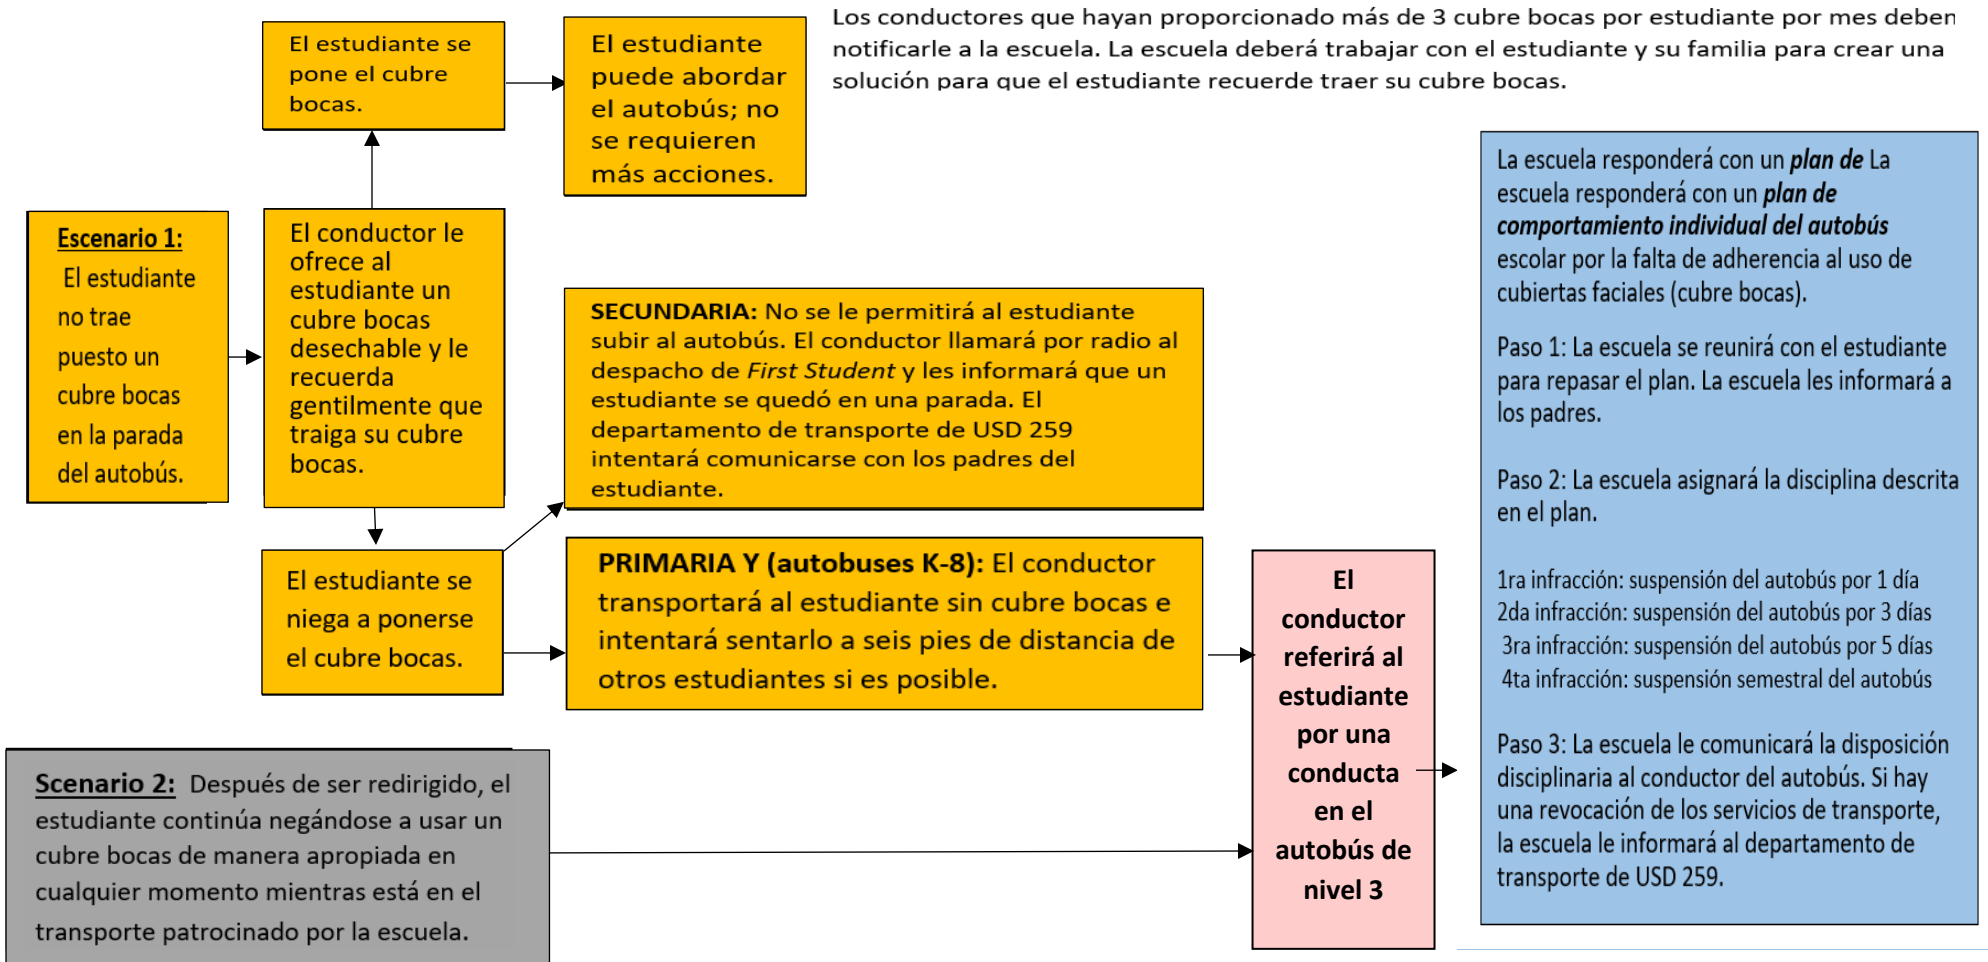 Los conductores que hayan proporcionado más de 3 cubre bocas por estudiante por mes deben
notificarle a la escuela. La escuela deberá trabajar con el estudiante y su familia para crear una
solución para que el estudiante recuerde traer su cubre bocas.
El estudiante se
pone el cubre
bocas.
El estudiante
puede abordar
el autobús; no
se requieren
más acciones.
Escenario 1:
El estudiante
no trae
puesto un
cubre bocas
en la parada
del autobús.
El conductor le
ofrece al
estudiante un
cubre bocas
desechable y le
recuerda
gentilmente que
traiga su cubre
bocas.
SECUNDARIA: No se le permitirá al estudiante
subir al autobús. El conductor llamará por radio al
despacho de First Student y les informará que un
estudiante se quedó en una parada. El
departamento de transporte de USD 259
intentará comunicarse con los padres del
estudiante.
El estudiante se
niega a ponerse
el cubre bocas.
PRIMARIA Y (autobuses K-8): El conductor
transportará al estudiante sin cubre bocas e
intentará sentarlo a seis pies de distancia de
otros estudiantes si es posible.
Scenario 2: Después de ser redirigido, el
estudiante continúa negándose a usar un
cubre bocas de manera apropiada en
cualquier momento mientras está en el
transporte patrocinado por la escuela.
El
conductor
referirá al
estudiante
por una
conducta
en el
autobús de
nivel 3
La escuela responderá con un plan de La
escuela responderá con un plan de
comportamiento individual del autobús
escolar por la falta de adherencia al uso de
cubiertas faciales (cubre bocas).
Paso 1: La escuela se reunirá con el estudiante
para repasar el plan. La escuela les informará a
los padres.
Paso 2: La escuela asignará la disciplina descrita
en el plan.
1ra infracción: suspensión del autobús por 1 día
2da infracción: suspensión del autobús por 3 días
3ra infracción: suspensión del autobús por 5 días
4ta infracción: suspensión semestral del autobús
Paso 3: La escuela le comunicará la disposición
disciplinaria al conductor del autobús. Si hay
una revocación de los servicios de transporte,
la escuela le informará al departamento de
transporte de USD 259.